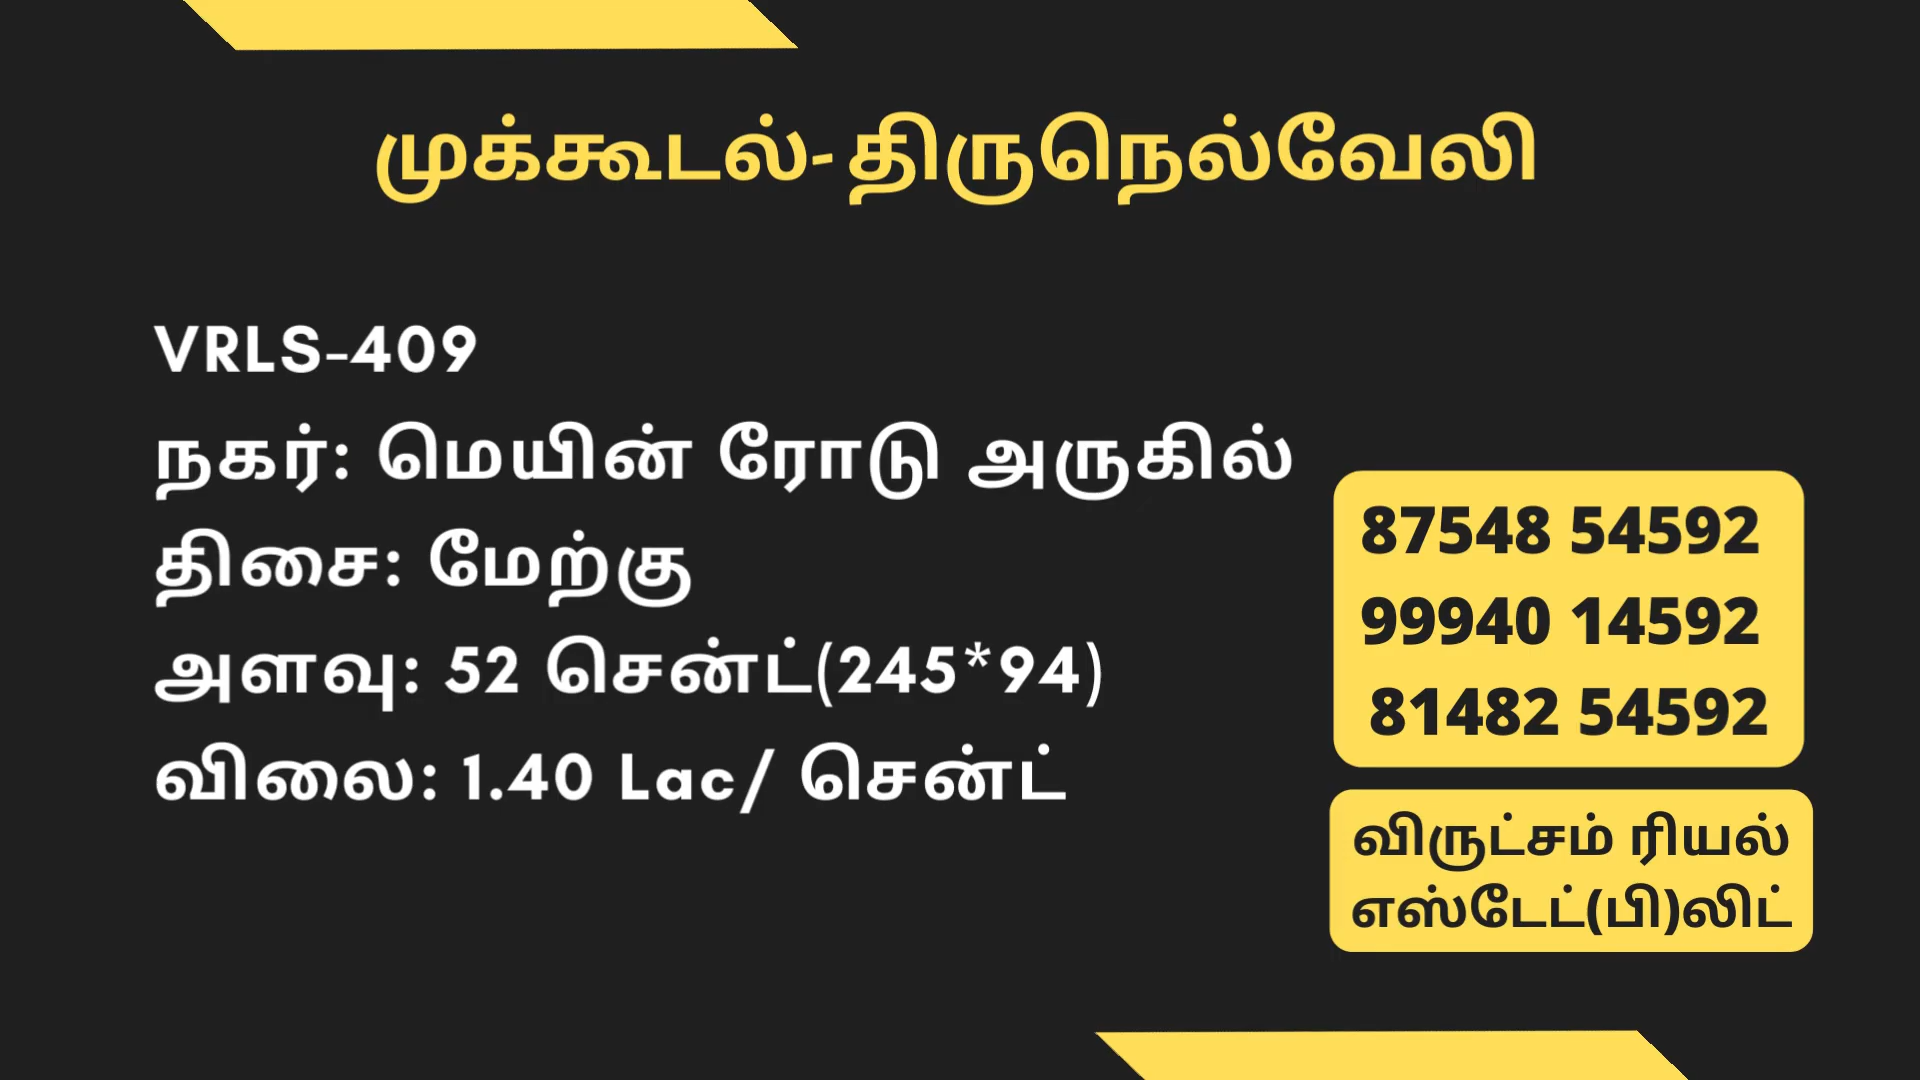 முக்கூடல்-திருநெல்வேலி
VRLS-409
நகர்: மெயின் ரோடு அருகில்
திசை: மேற்கு
அளவு: 52 சென்ட்(245*94)
விலை: 1.40 Lac/ சென்ட்
87548 54592
99940 14592
81482 54592
விருட்சம் ரியல்
எஸ்டேட்(பி)லிட்